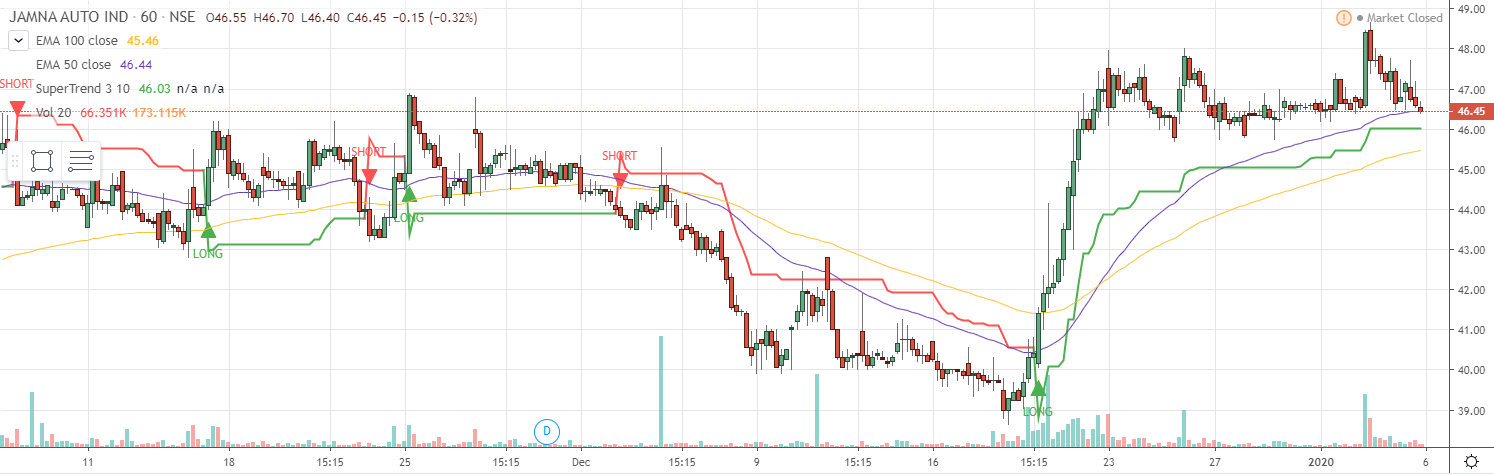 JAMNA AUTO IND · 60 · NSE O46.55 H46.70 L46.40 C46.45 −0.15 (−0.32%)
Market Closed
EMA 100 close 45.46
EMA 50 close 46.44
SuperTrend 3 10 46.03 n/a n/a
Vol 20 66.351K 173.115K
SHORT
SHORT
SHORT
LONG
LONG
LONG
D
49.00
48.00
47.00
46.45
46.00
45.00
44.00
43.00
42.00
41.00
40.00
39.00
11 18 15:15 25 15:15 Dec 15:15 9 15:15 16 15:15 23 27 2020 6